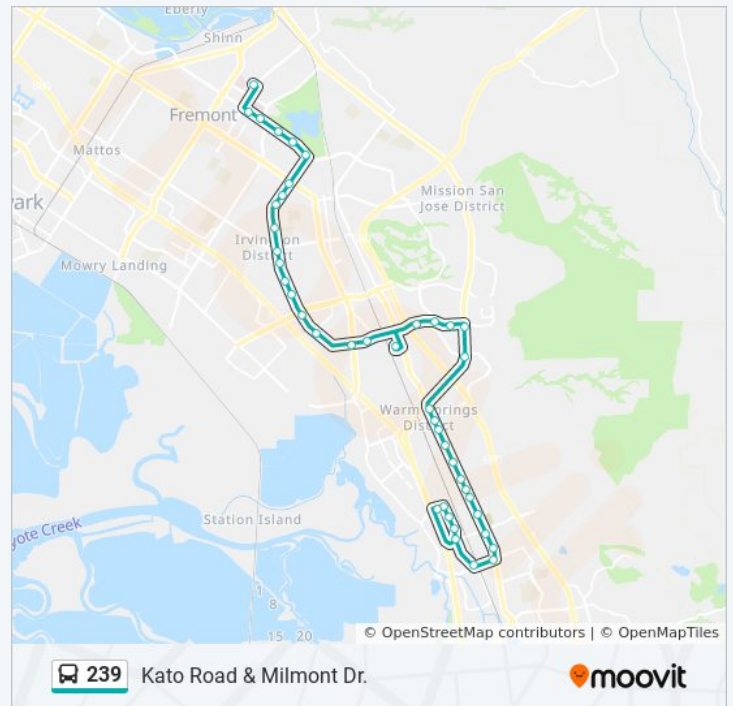 Eberly
Shinn
Fremont
Mattos
ark
Mission San
Jose District
Irvington
District
Mowry Landing
Warm Springs
District
Station Island
yote Creek
1
8
15 20
© OpenStreetMap contributors | © OpenMapTiles
239 Kato Road & Milmont Dr.
moovit